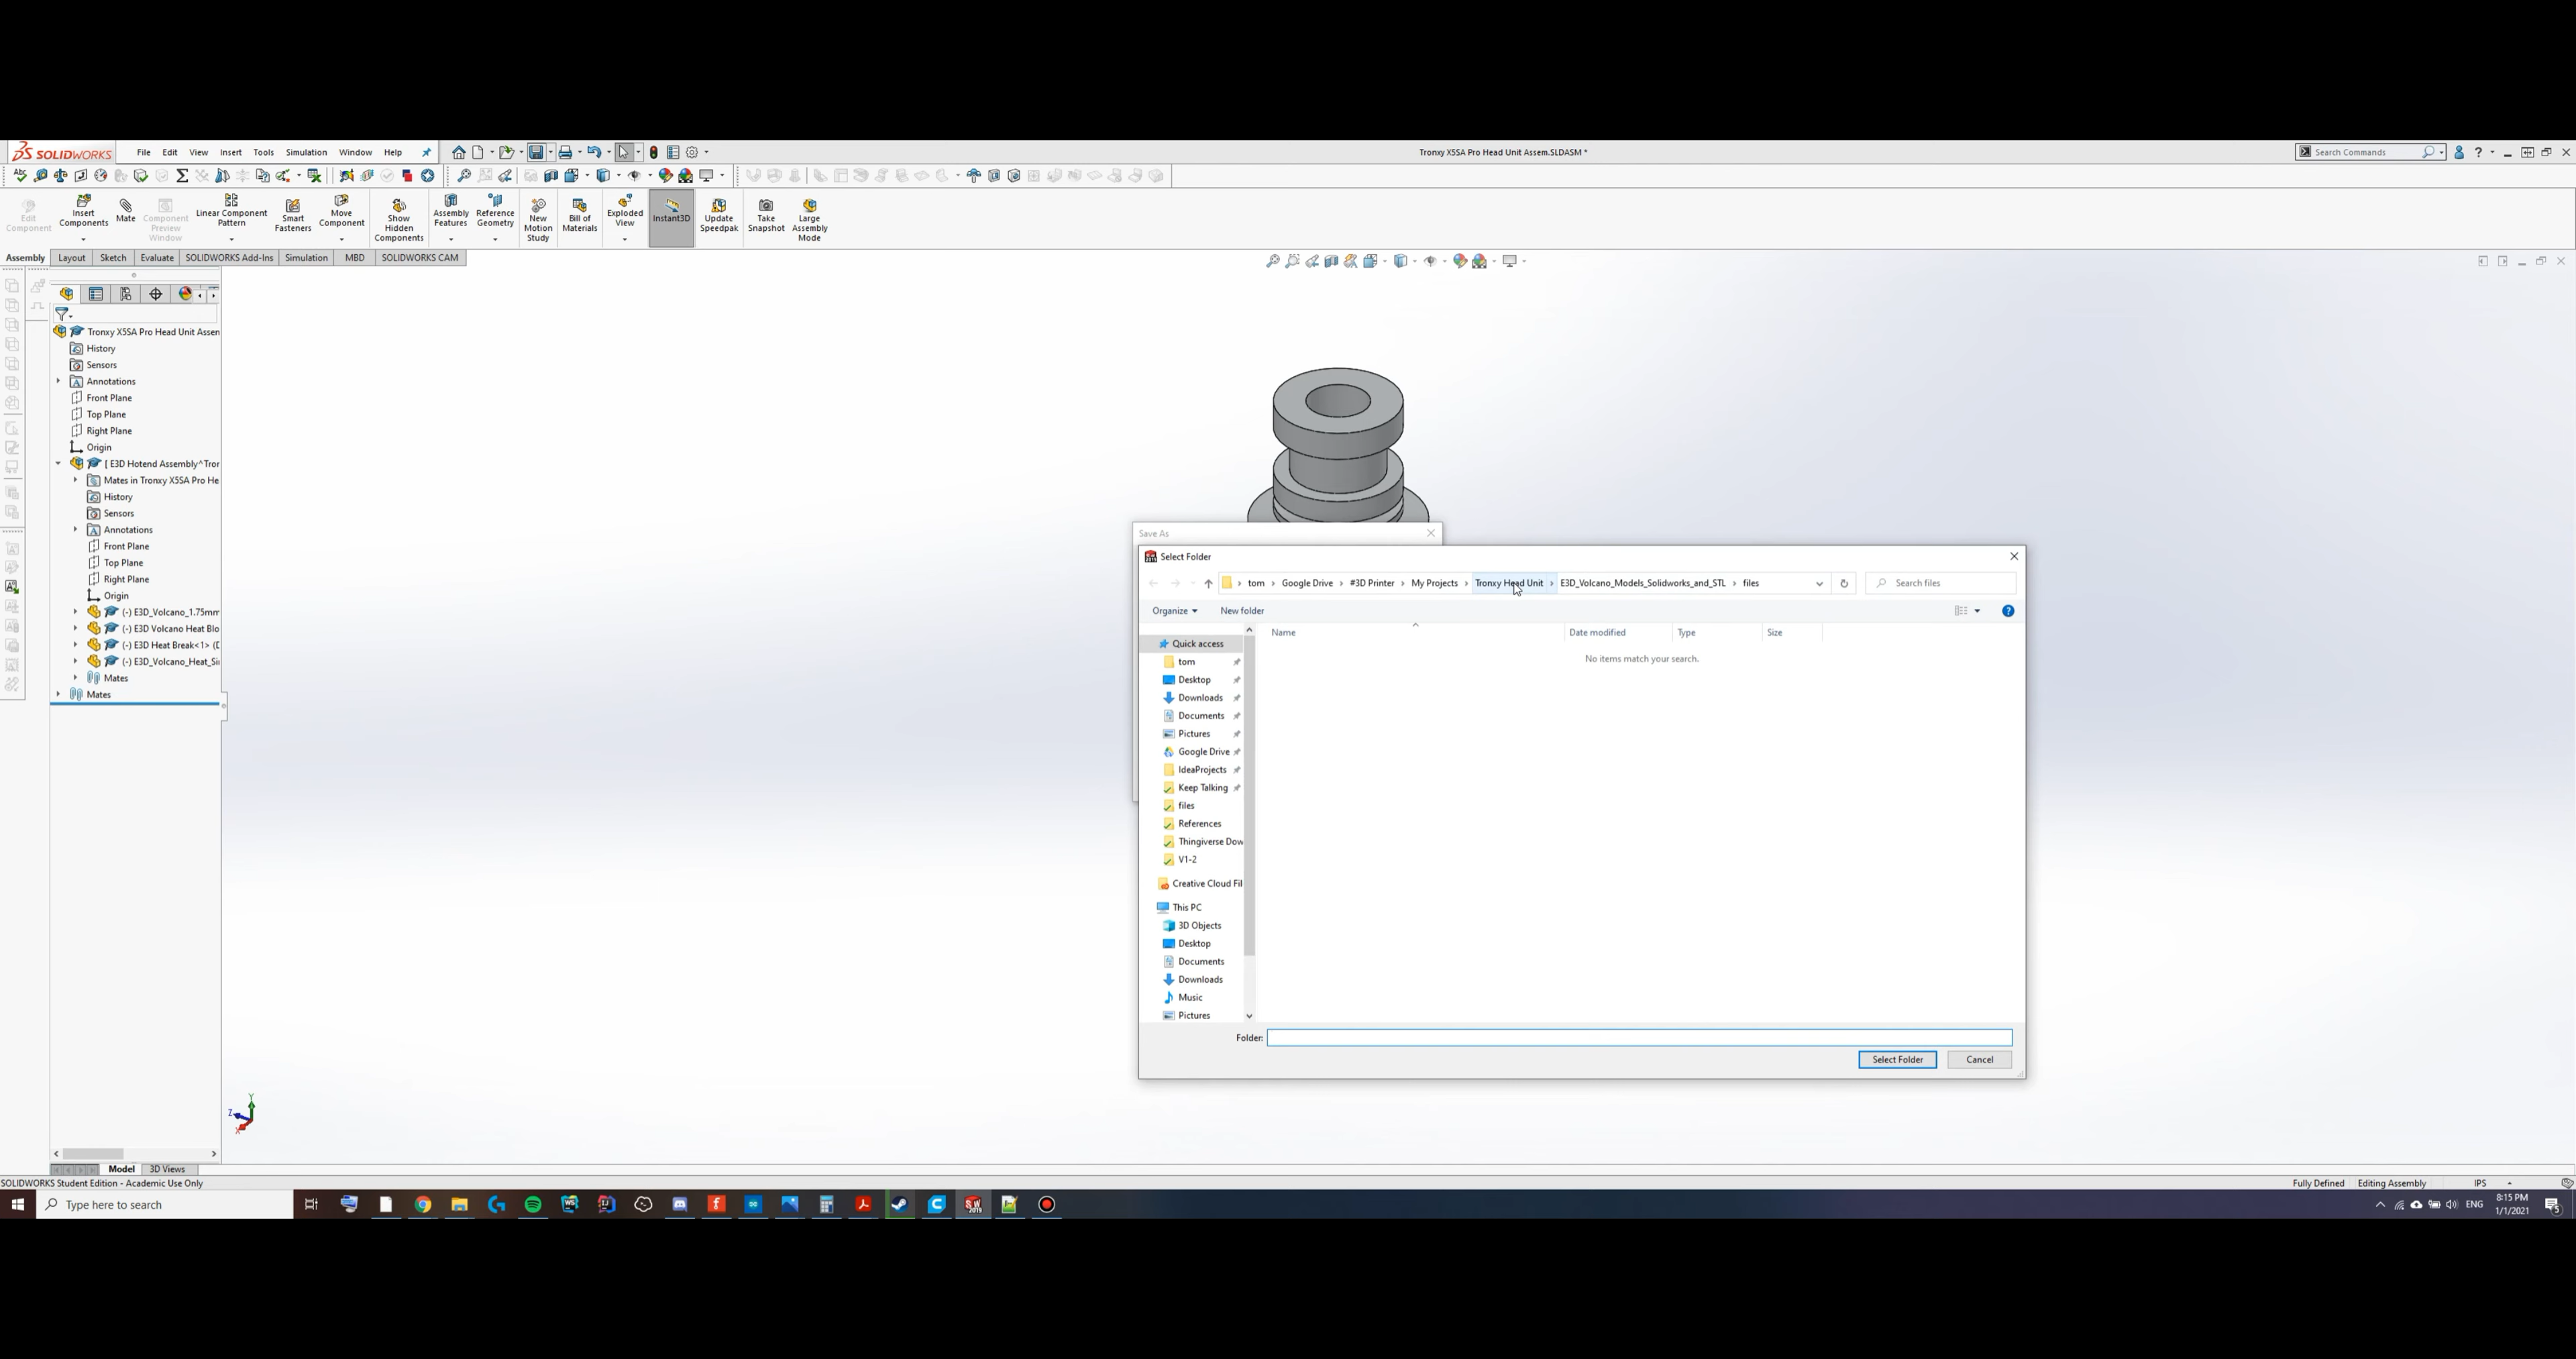 SOLIDWORKS File Edit View Insert Tools Simulation Window Help Tronxy X5SA Pro Head Unit Assem.SLDASM * Search Commands
Edit Component
Insert Components
Mate
Component Preview Window
Linear Component Pattern
Smart Fasteners
Move Component
Show Hidden Components
Assembly Features
Reference Geometry
New Motion Study
Bill of Materials
Exploded View
Instant3D
Update Speedpak
Take Snapshot
Large Assembly Mode
Assembly Layout Sketch Evaluate SOLIDWORKS Add-Ins Simulation MBD SOLIDWORKS CAM
Tronxy X5SA Pro Head Unit Assen
History
Sensors
Annotations
Front Plane
Top Plane
Right Plane
Origin
[ E3D Hotend Assembly^Tror
Mates in Tronxy X5SA Pro He
History
Sensors
Annotations
Front Plane
Top Plane
Right Plane
Origin
(-) E3D_Volcano_1.75mm
(-) E3D Volcano Heat Blo
(-) E3D Heat Break<1> (D
(-) E3D_Volcano_Heat_Si
Mates
Mates
Save As
Select Folder
tom › Google Drive › #3D Printer › My Projects › Tronxy Head Unit › E3D_Volcano_Models_Solidworks_and_STL › files Search files
Organize New folder
Name Date modified Type Size
No items match your search.
Quick access
tom
Desktop
Downloads
Documents
Pictures
Google Drive
IdeaProjects
Keep Talking
files
References
Thingiverse Dow
V1-2
Creative Cloud Fil
This PC
3D Objects
Desktop
Documents
Downloads
Music
Pictures
Folder:
Select Folder Cancel
Z Y X
Model 3D Views
SOLIDWORKS Student Edition - Academic Use Only Fully Defined Editing Assembly IPS
Type here to search ENG 8:15 PM
1/1/2021